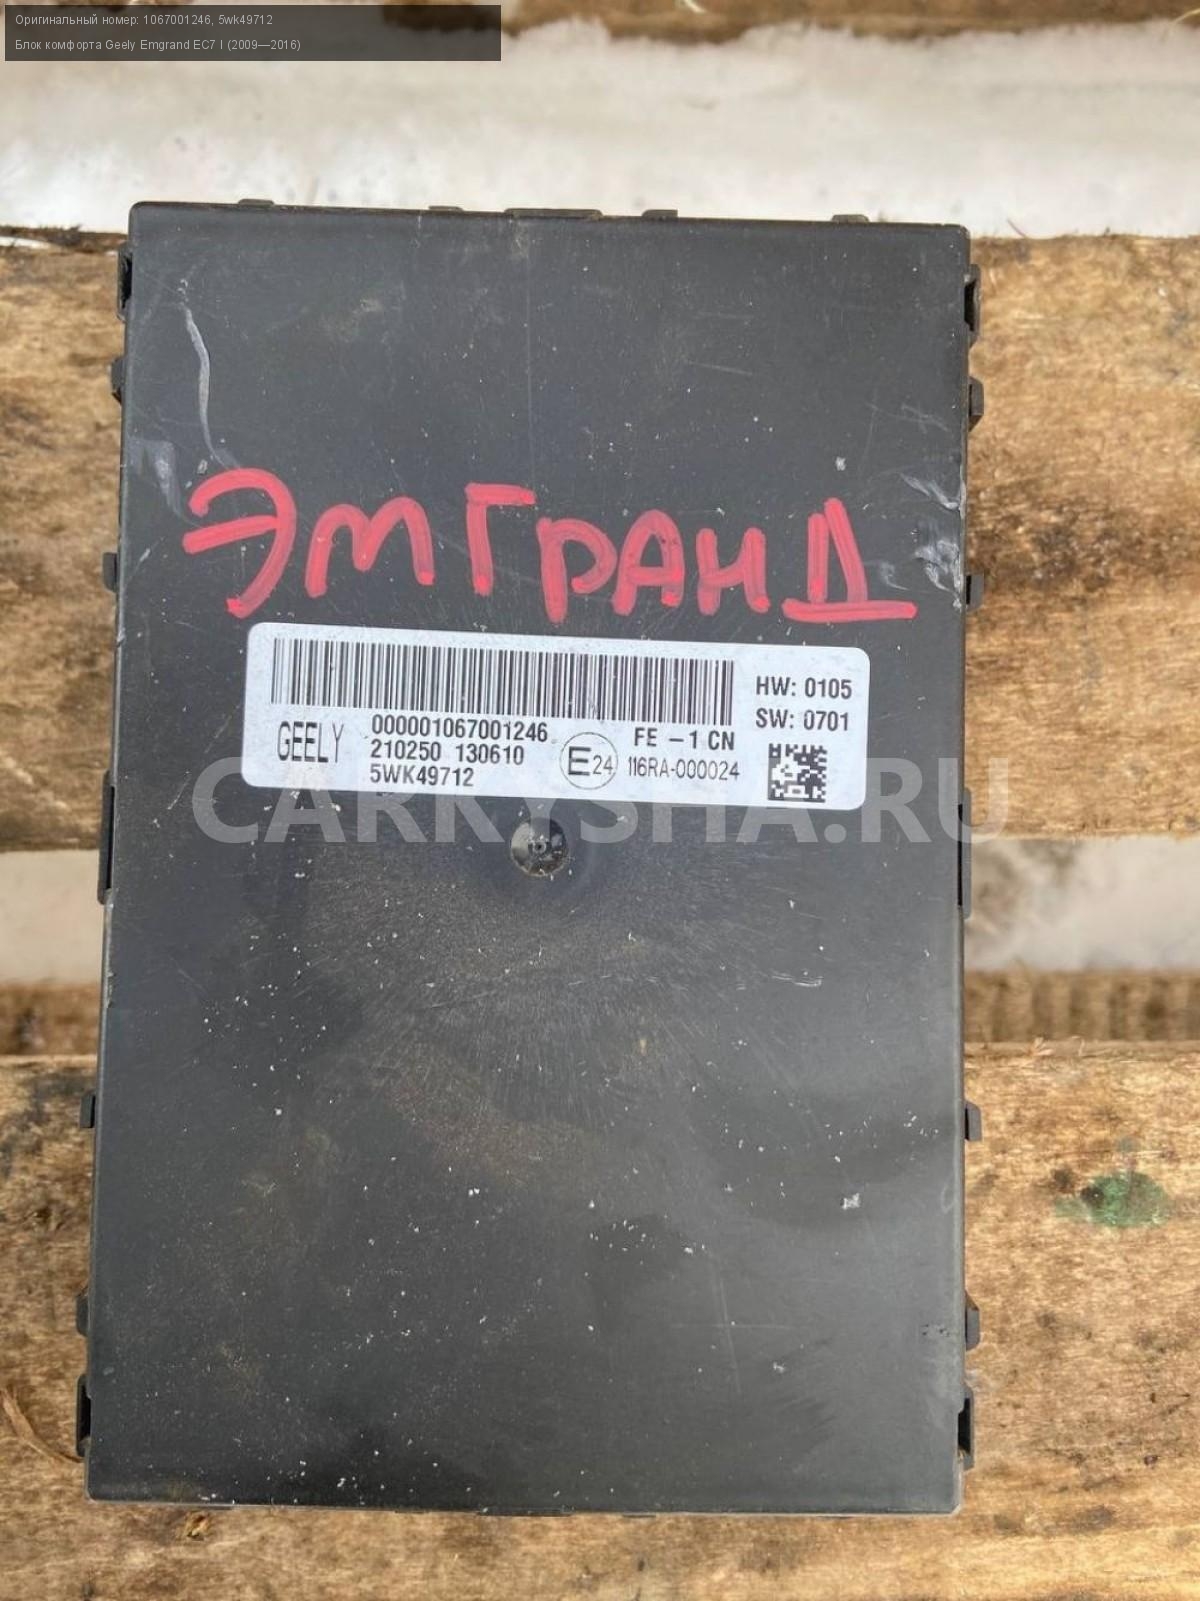 Оригинальный номер: 1067001246, 5wk49712
Блок комфорта Geely Emgrand EC7 I (2009—2016)
ЭМГРАНД
HW: 0105
SW: 0701
GEELY
000001067001246
210250 130610
5WK49712
E24
FE - 1 CN
116RA-000024
CARKYSHA.RU